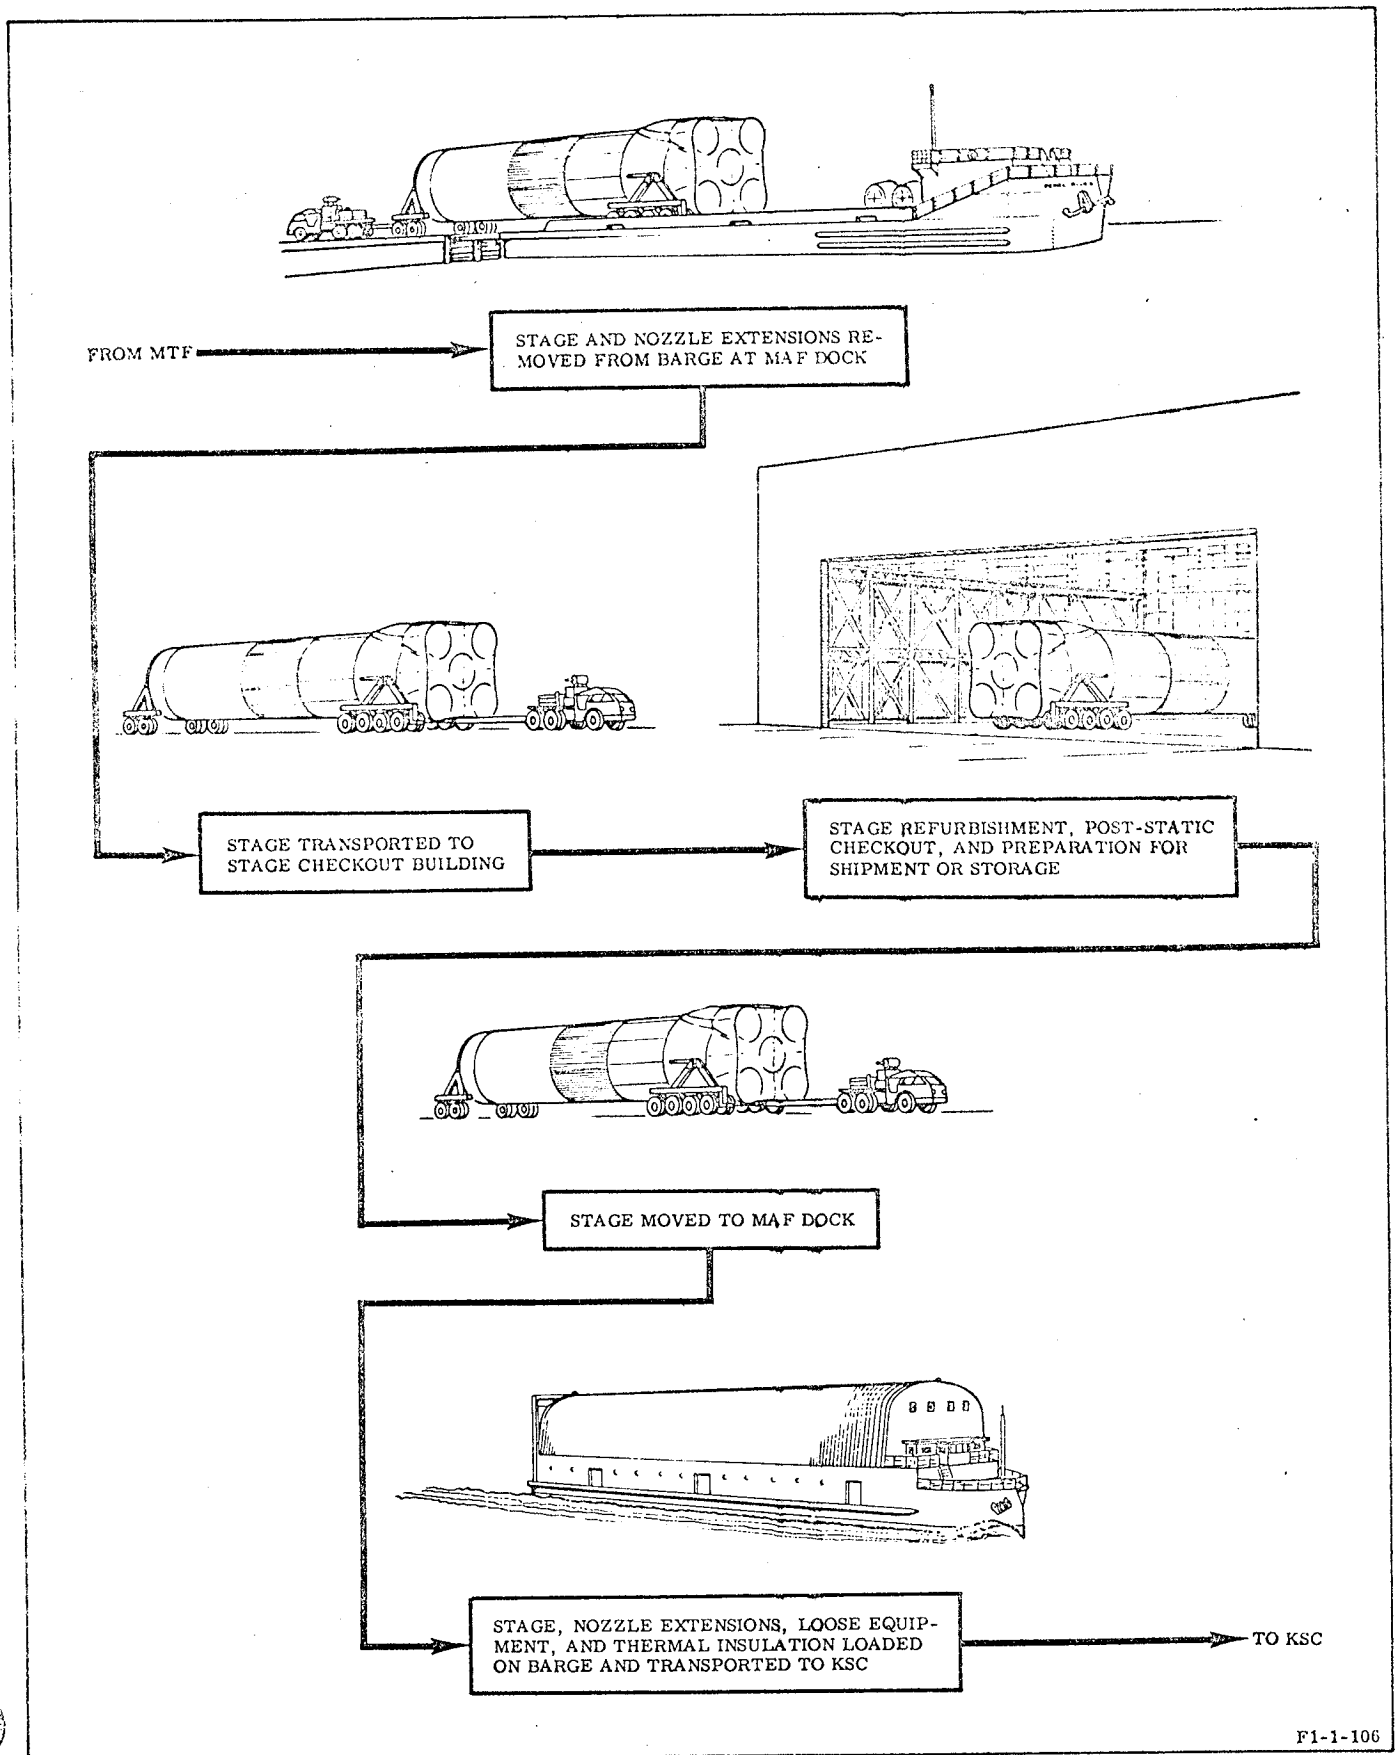 FROM MTF
STAGE AND NOZZLE EXTENSIONS RE-
MOVED FROM BARGE AT MAF DOCK
STAGE TRANSPORTED TO
STAGE CHECKOUT BUILDING
STAGE REFURBISHMENT, POST-STATIC
CHECKOUT, AND PREPARATION FOR
SHIPMENT OR STORAGE
STAGE MOVED TO MAF DOCK
STAGE, NOZZLE EXTENSIONS, LOOSE EQUIP-
MENT, AND THERMAL INSULATION LOADED
ON BARGE AND TRANSPORTED TO KSC
TO KSC
F1-1-106